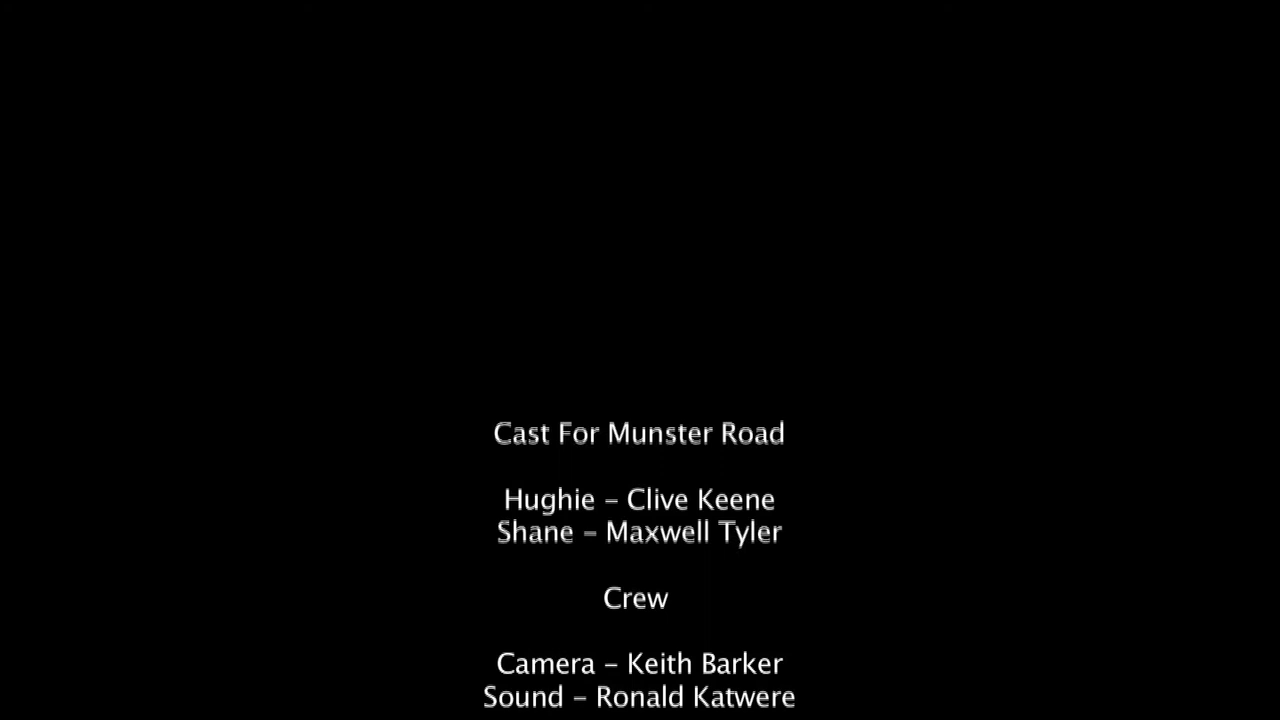 Cast For Munster Road
Hughie – Clive Keene
Shane – Maxwell Tyler
Crew
Camera – Keith Barker
Sound – Ronald Katwere